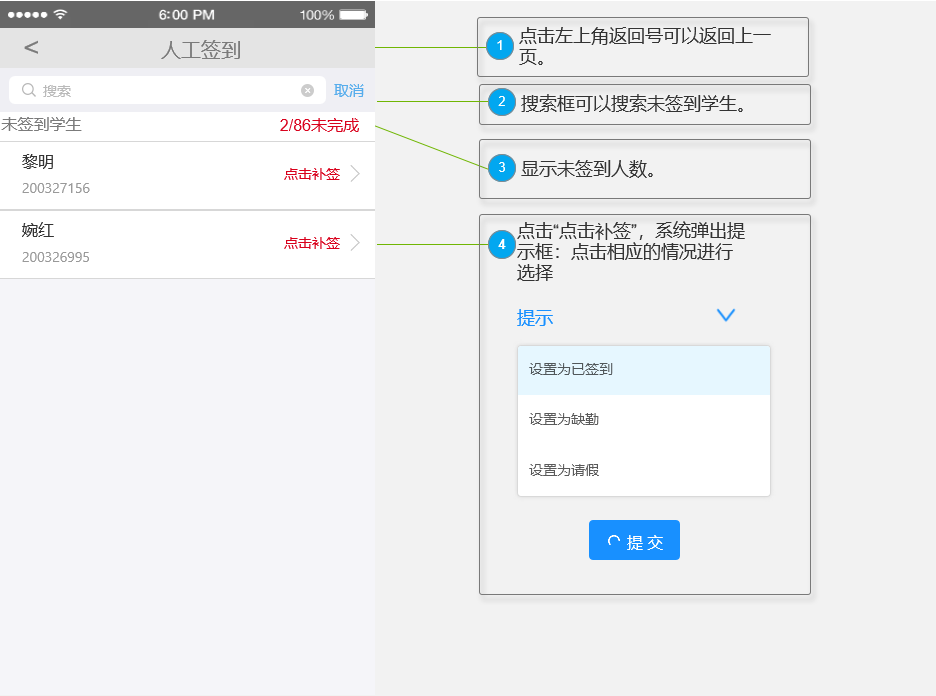 6:00 PM
100%
<
人工签到
搜索
取消
未签到学生
2/86未完成
黎明
200327156
点击补签
婉红
200326995
点击补签
1
点击左上角返回号可以返回上一
页。
2
搜索框可以搜索未签到学生。
3
显示未签到人数。
4
点击“点击补签”，系统弹出提
示框：点击相应的情况进行
选择
提示
设置为已签到
设置为缺勤
设置为请假
提 交